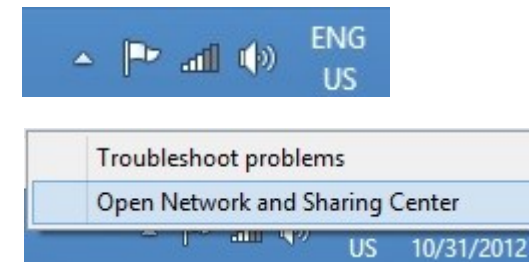 ENG
US
Troubleshoot problems
Open Network and Sharing Center
US 10/31/2012